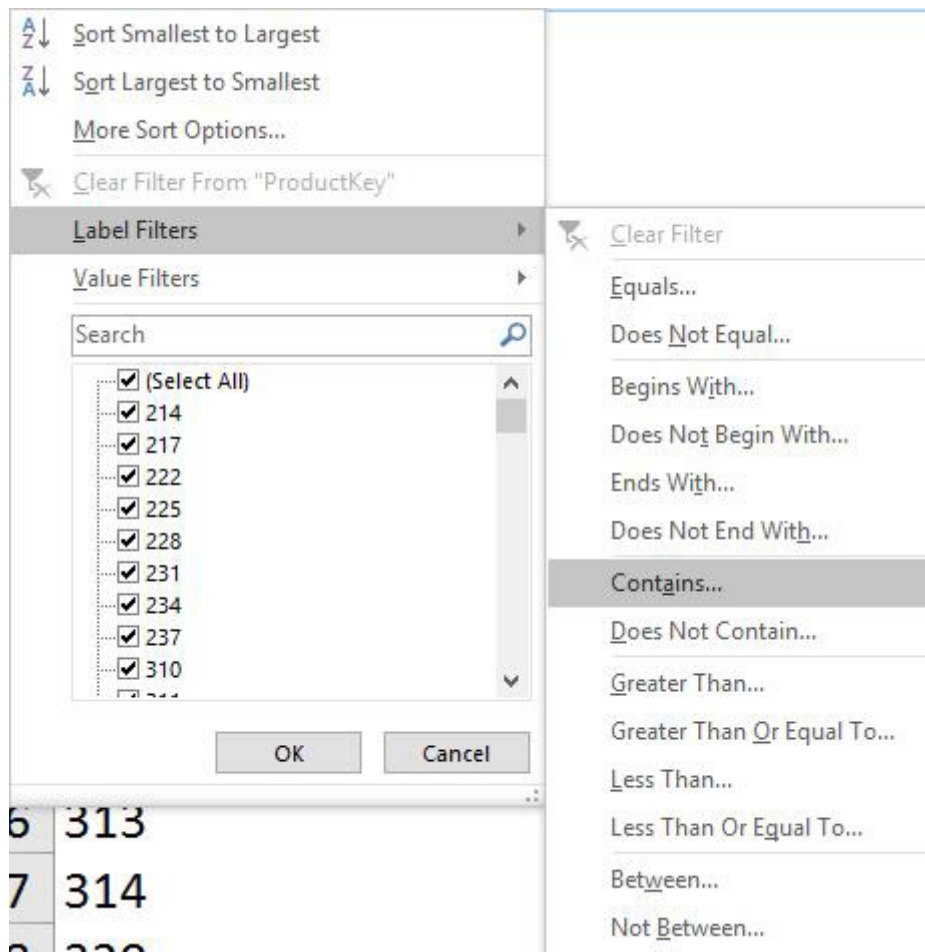 Sort Smallest to Largest
Sort Largest to Smallest
More Sort Options...
Clear Filter From "ProductKey"
Label Filters
Value Filters
Search
(Select All)
214
217
222
225
228
231
234
237
310
311
OK
Cancel
Clear Filter
Equals...
Does Not Equal...
Begins With...
Does Not Begin With...
Ends With...
Does Not End With...
Contains...
Does Not Contain...
Greater Than...
Greater Than Or Equal To...
Less Than...
Less Than Or Equal To...
Between...
Not Between...
6 313
7 314